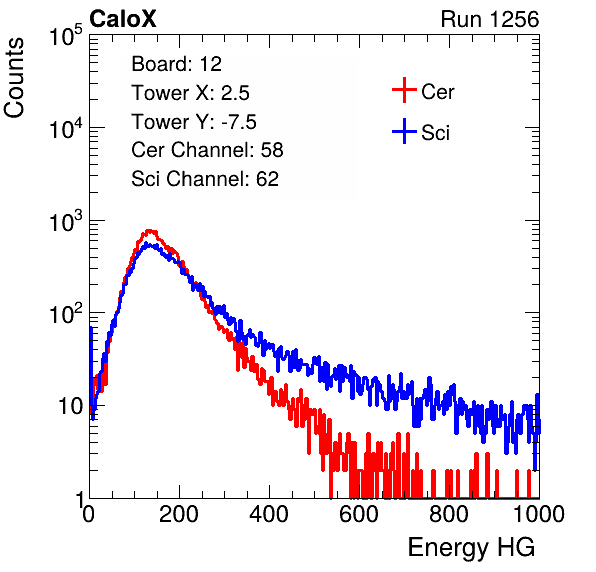 CaloX Run 1256
Counts
Board: 12
Tower X: 2.5
Tower Y: -7.5
Cer Channel: 58
Sci Channel: 62
Cer
Sci
10^5
10^4
10^3
10^2
10
1
0 200 400 600 800 1000
Energy HG